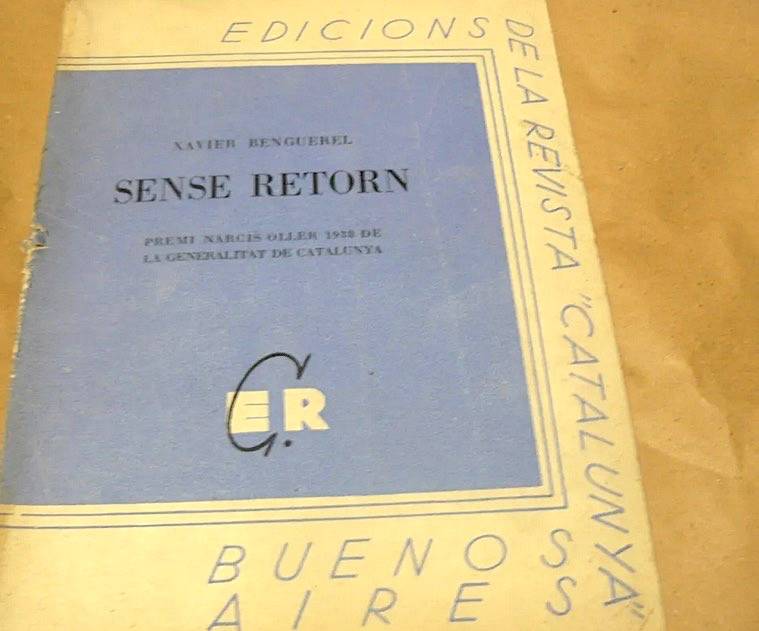 EDICIONS
DE LA REVISTA "CATALUNYA"
XAVIER BENGUEREL
SENSE RETORN
PREMI NARCIS OLLER 1938 DE
LA GENERALITAT DE CATALUNYA
ERC.
BUENOS
AIRES